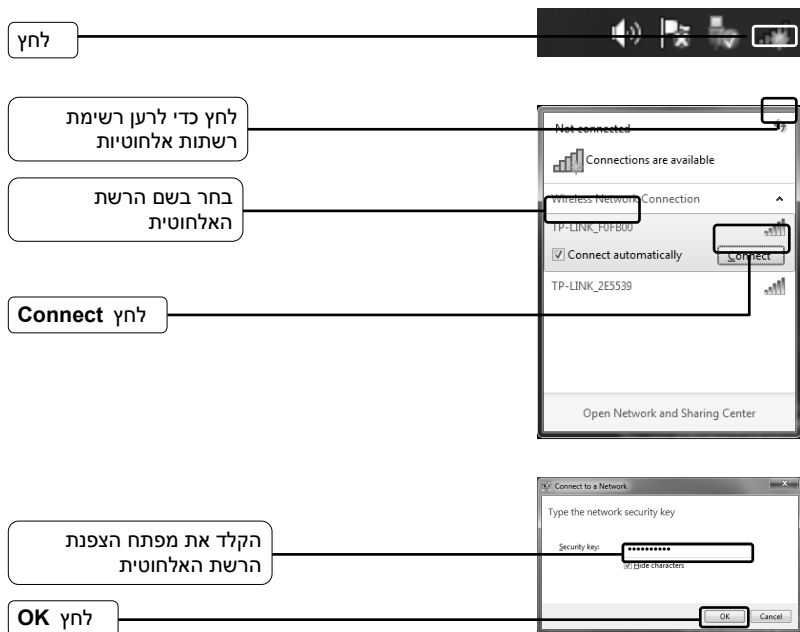 לחץ
לחץ כדי לרענן רשימת
רשתות אלחוטיות
Not connected
Connections are available
בחר בשם הרשת
האלחוטית
Wireless Network Connection
TP-LINK_F0FB00
Connect automatically
Connect
TP-LINK_2E5539
לחץ Connect
Open Network and Sharing Center
Connect to a Network
Type the network security key
הקלד את מפתח הצפנת
הרשת האלחוטית
Security key:
••••••••••
Hide characters
לחץ OK
OK
Cancel